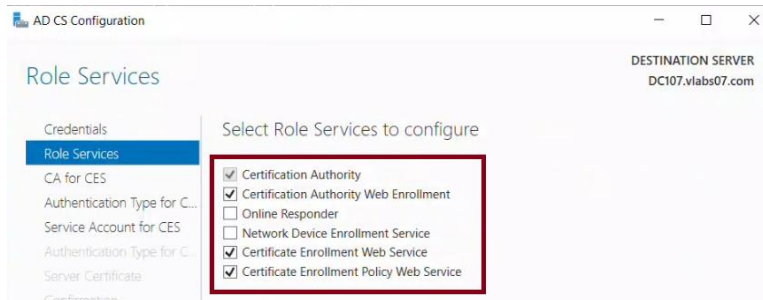 AD CS Configuration
DESTINATION SERVER
DC107.vlabs07.com
Role Services
Credentials
Role Services
CA for CES
Authentication Type for C...
Service Account for CES
Authentication Type for C...
Server Certificate
Confirmation
Select Role Services to configure
Certification Authority
Certification Authority Web Enrollment
Online Responder
Network Device Enrollment Service
Certificate Enrollment Web Service
Certificate Enrollment Policy Web Service